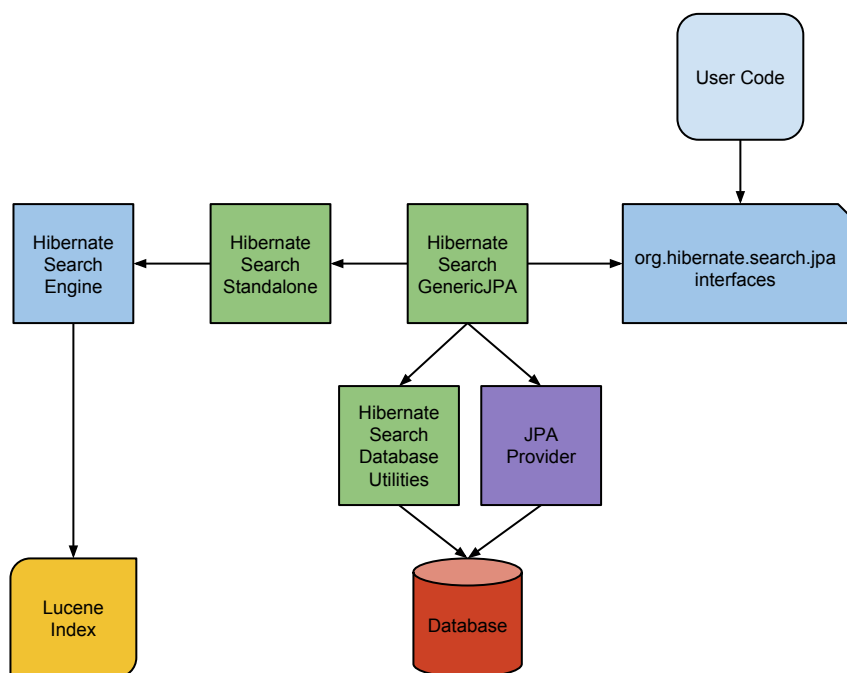 User Code
Hibernate
Search
Engine
Hibernate
Search
Standalone
Hibernate
Search
GenericJPA
org.hibernate.search.jpa
interfaces
Hibernate
Search
Database
Utilities
JPA
Provider
Lucene
Index
Database